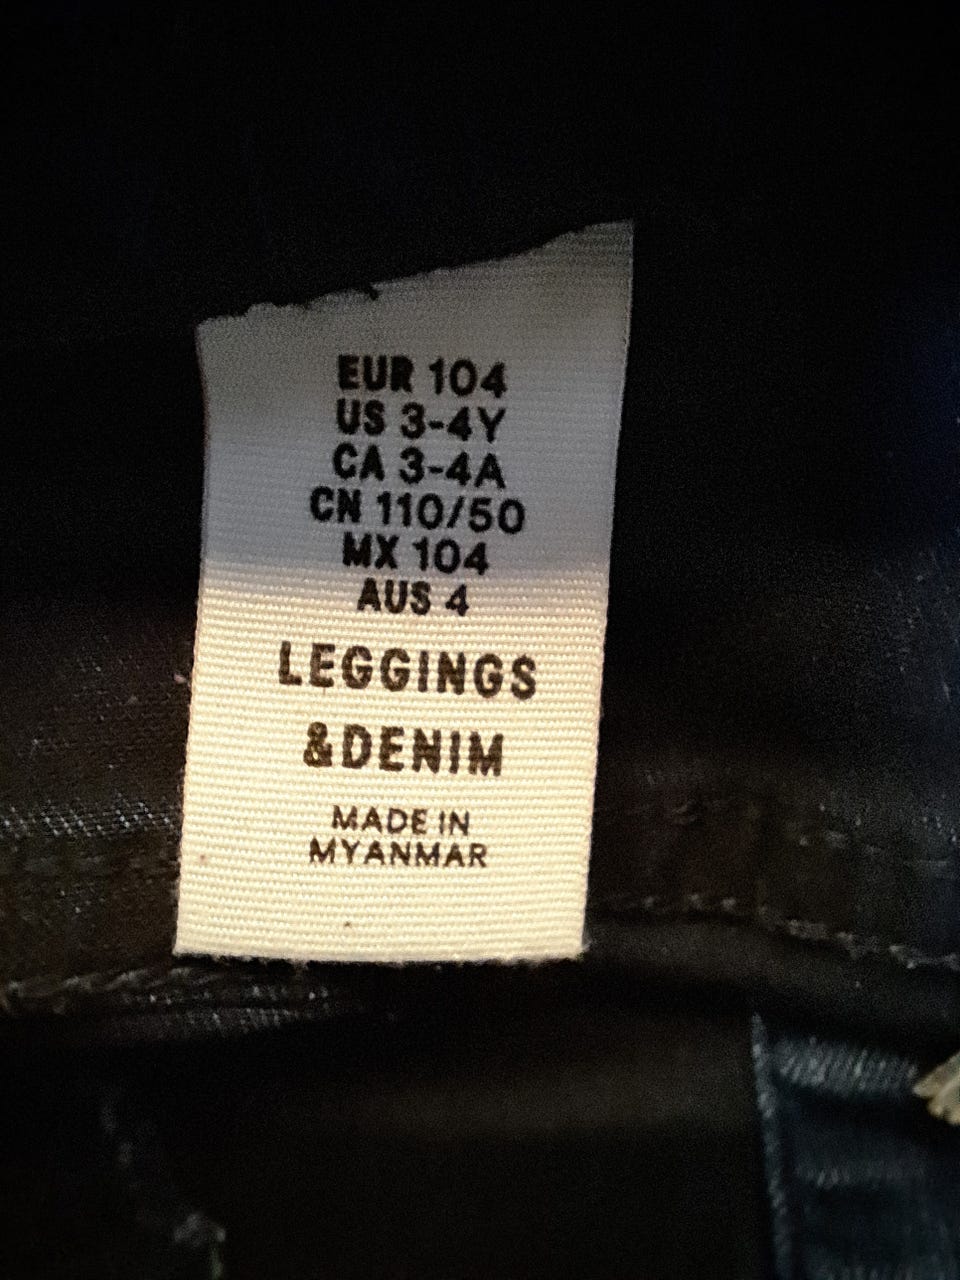 EUR 104
US 3-4Y
CA 3-4A
CN 110/50
MX 104
AUS 4
LEGGINGS
&DENIM
MADE IN
MYANMAR